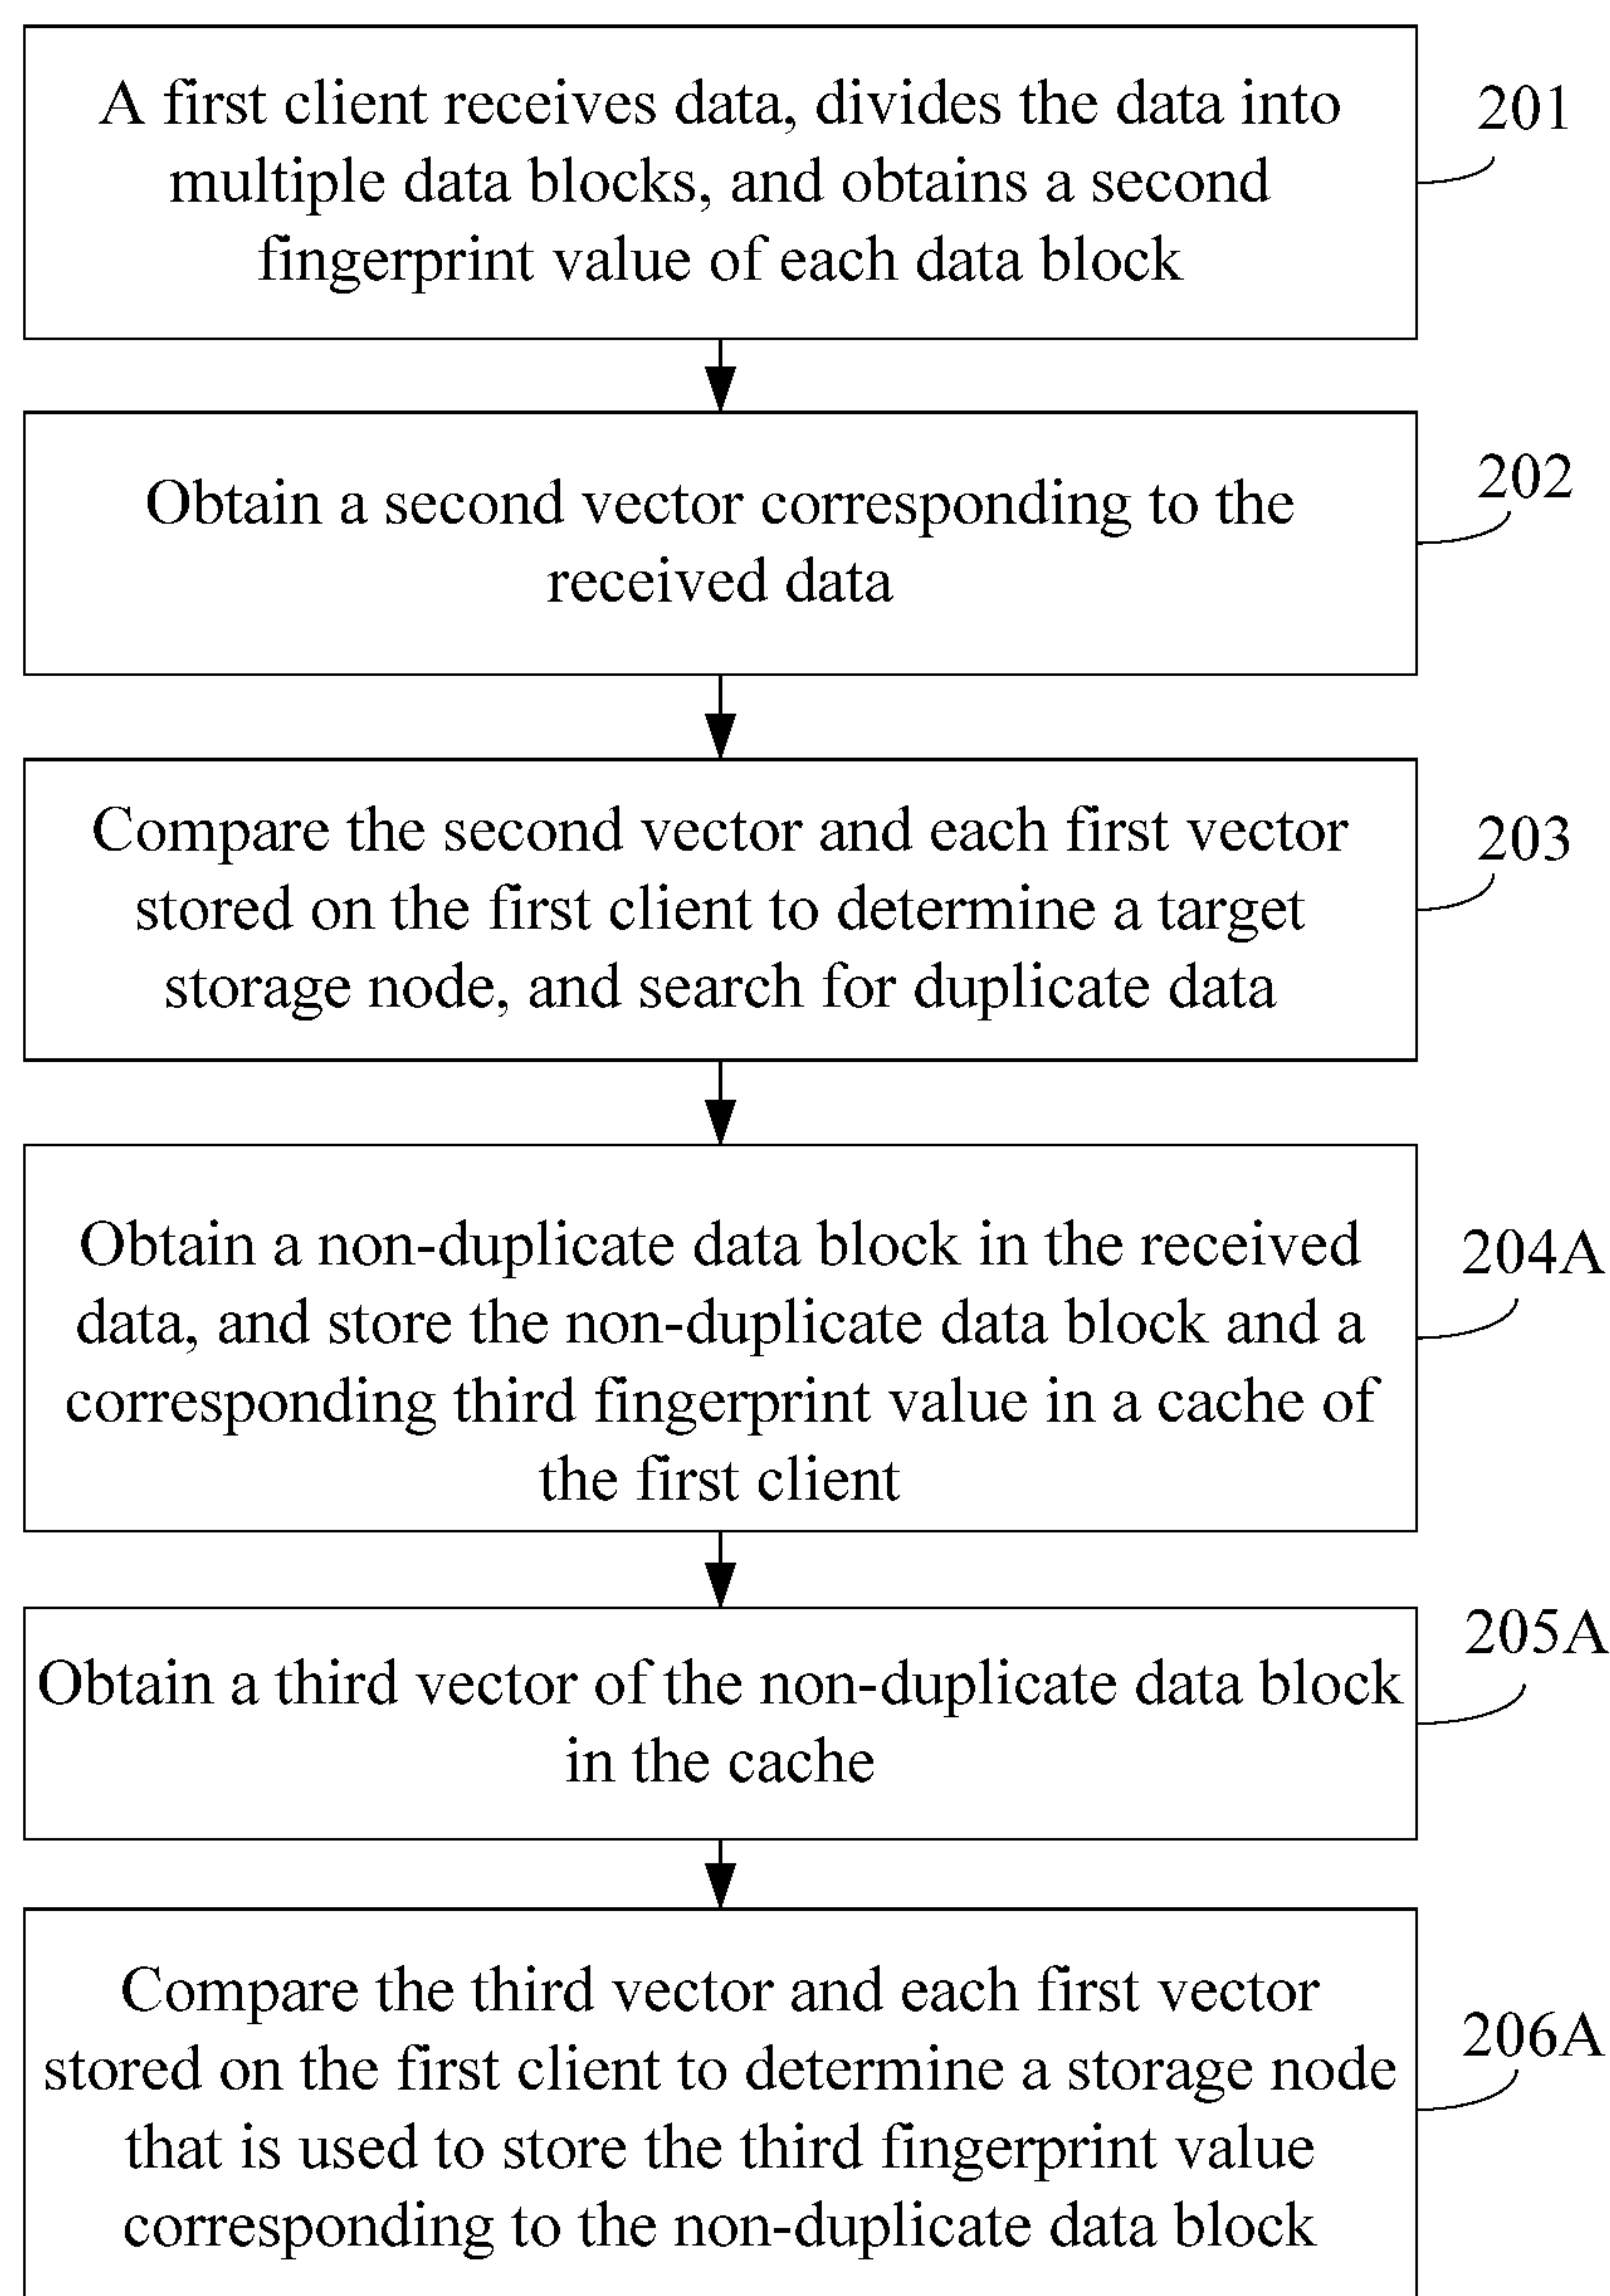 A first client receives data, divides the data into
multiple data blocks, and obtains a second
fingerprint value of each data block
201
Obtain a second vector corresponding to the
received data
202
Compare the second vector and each first vector
stored on the first client to determine a target
storage node, and search for duplicate data
203
Obtain a non-duplicate data block in the received
data, and store the non-duplicate data block and a
corresponding third fingerprint value in a cache of
the first client
204A
Obtain a third vector of the non-duplicate data block
in the cache
205A
Compare the third vector and each first vector
stored on the first client to determine a storage node
that is used to store the third fingerprint value
corresponding to the non-duplicate data block
206A